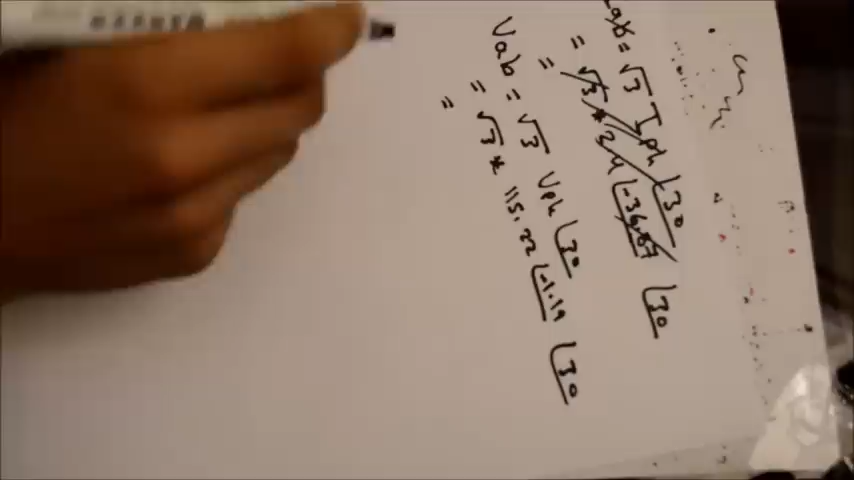 = √3 Iph ∠30
= √3 * 2.4 ∠-36.87 ∠30
=
Vab = √3 Vph ∠30
= √3 * 115.22 ∠-1.19 ∠30
=